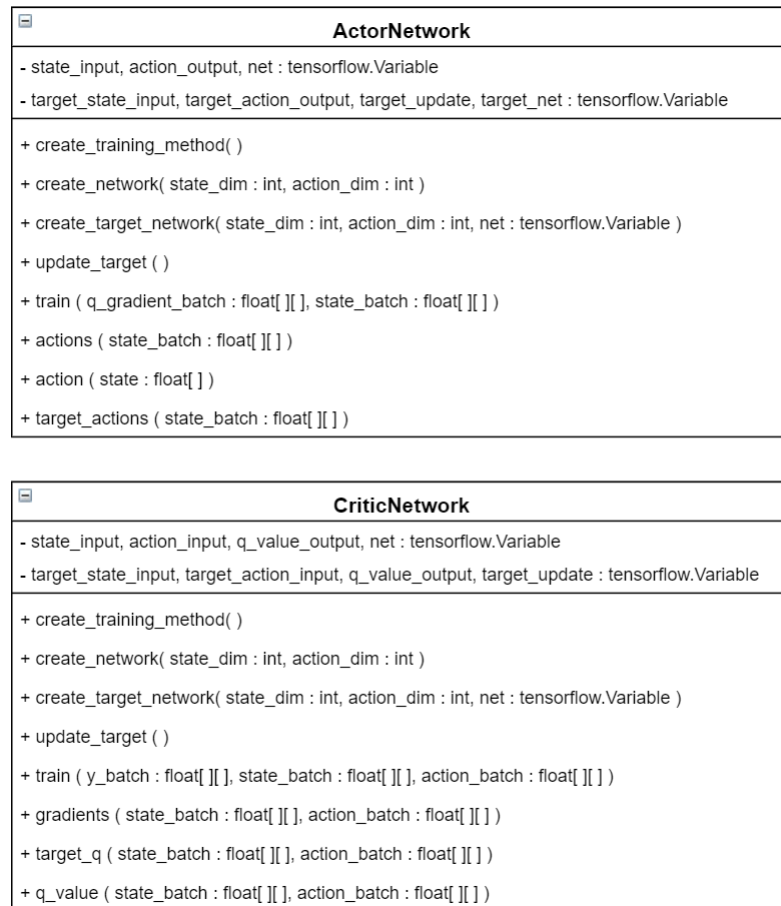 ActorNetwork
- state_input, action_output, net : tensorflow.Variable
- target_state_input, target_action_output, target_update, target_net : tensorflow.Variable
+ create_training_method( )
+ create_network( state_dim : int, action_dim : int )
+ create_target_network( state_dim : int, action_dim : int, net : tensorflow.Variable )
+ update_target ( )
+ train ( q_gradient_batch : float[ ][ ], state_batch : float[ ][ ] )
+ actions ( state_batch : float[ ][ ] )
+ action ( state : float[ ] )
+ target_actions ( state_batch : float[ ][ ] )
CriticNetwork
- state_input, action_input, q_value_output, net : tensorflow.Variable
- target_state_input, target_action_input, q_value_output, target_update : tensorflow.Variable
+ create_training_method( )
+ create_network( state_dim : int, action_dim : int )
+ create_target_network( state_dim : int, action_dim : int, net : tensorflow.Variable )
+ update_target ( )
+ train ( y_batch : float[ ][ ], state_batch : float[ ][ ], action_batch : float[ ][ ] )
+ gradients ( state_batch : float[ ][ ], action_batch : float[ ][ ] )
+ target_q ( state_batch : float[ ][ ], action_batch : float[ ][ ] )
+ q_value ( state_batch : float[ ][ ], action_batch : float[ ][ ] )